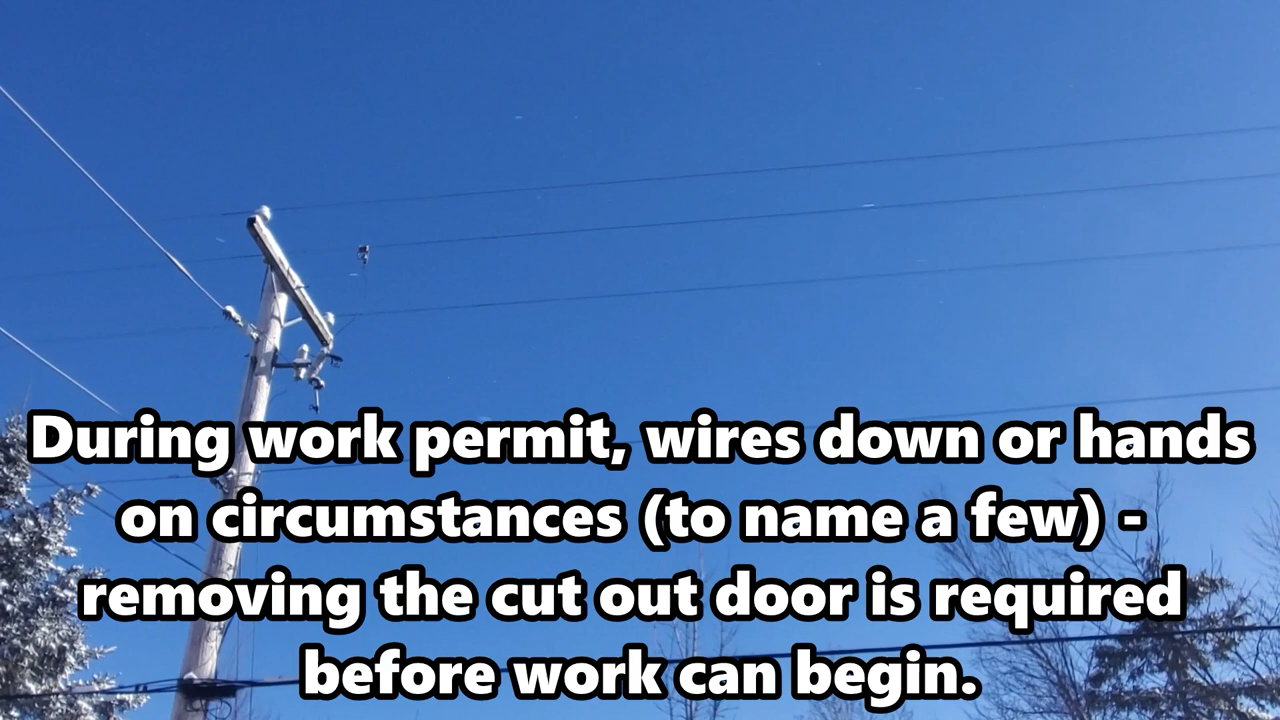 During work permit, wires down or hands
on circumstances (to name a few) -
removing the cut out door is required
before work can begin.